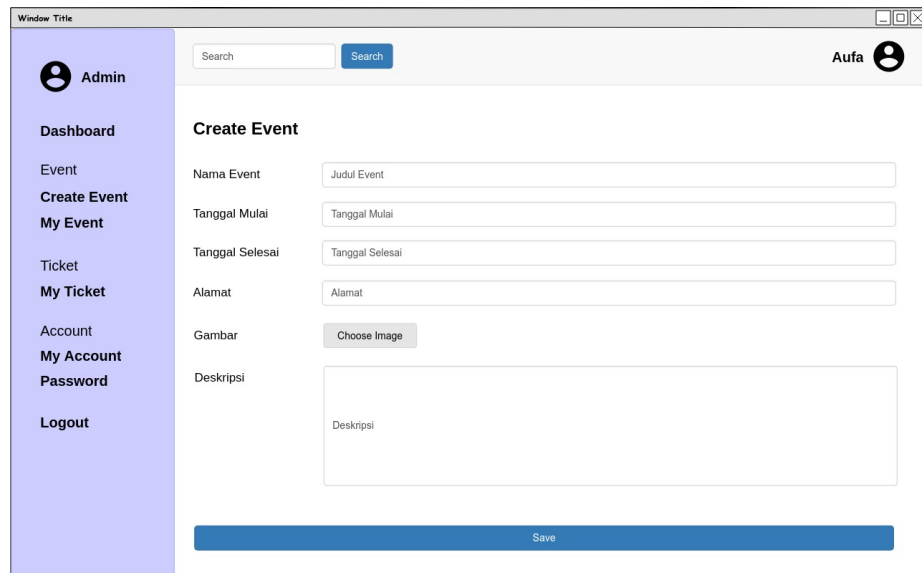 Window Title
Admin
Dashboard
Event
Create Event
My Event
Ticket
My Ticket
Account
My Account
Password
Logout
Search Search Aufa
Create Event
Nama Event Judul Event
Tanggal Mulai Tanggal Mulai
Tanggal Selesai Tanggal Selesai
Alamat Alamat
Gambar Choose Image
Deskripsi
Deskripsi
Save